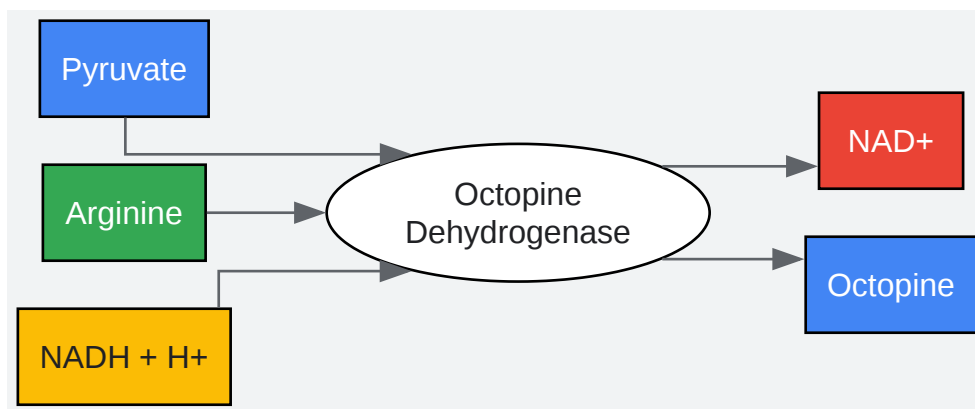 Pyruvate
Arginine
NADH + H+
Octopine
Dehydrogenase
NAD+
Octopine